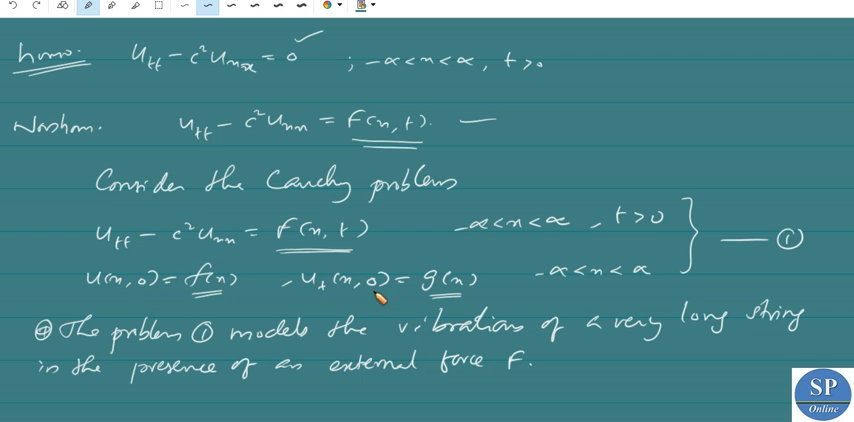 homo. u_tt − c²u_xx = 0 ✓ ; −∞ < x < ∞, t > 0
Nonhom. u_tt − c²u_xx = F(x, t). —
Consider the Cauchy problem
u_tt − c²u_xx = F(x, t) −∞ < x < ∞, t > 0
u(x, 0) = f(x) , u_t(x, 0) = g(x) −∞ < x < ∞ } — ①
⊕ The problem ① models the vibrations of a very long string
in the presence of an external force F.
SP
Online